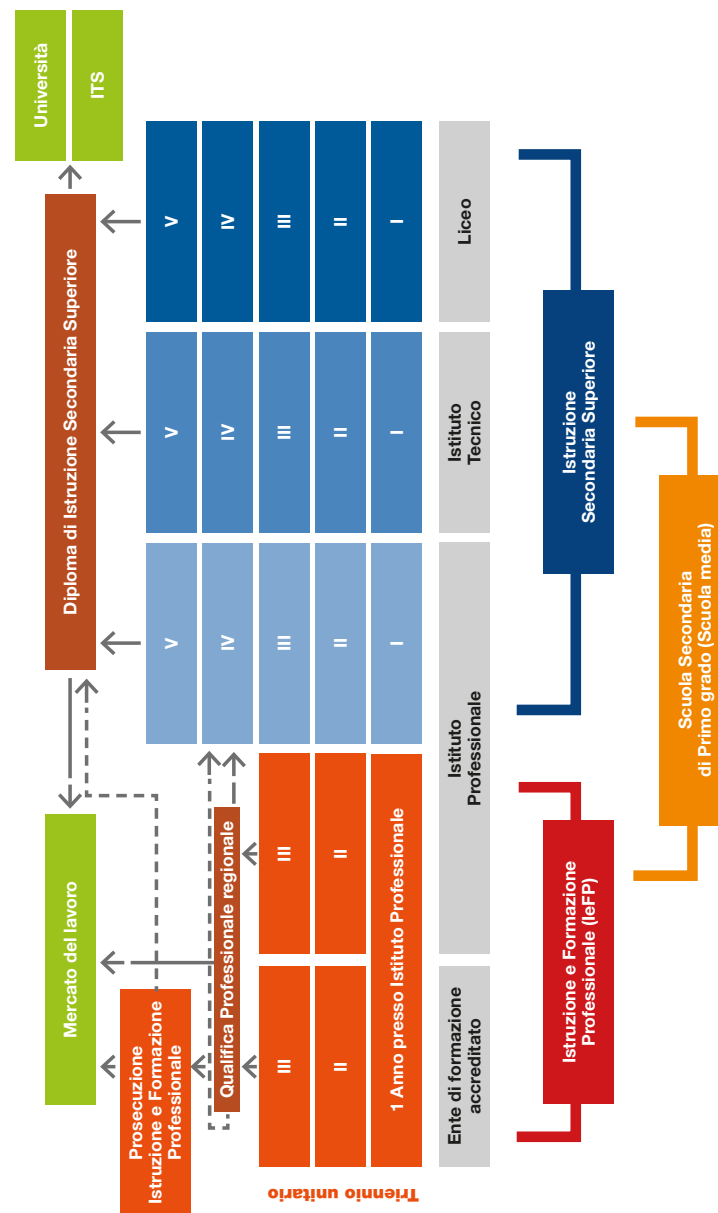 Mercato del lavoro
Diploma di Istruzione Secondaria Superiore
Università
ITS
Prosecuzione
Istruzione e Formazione
Professionale
Qualifica Professionale regionale
Triennio unitario
III
III
V
V
V
IV
IV
IV
III
III
III
II
II
II
II
II
1 Anno presso Istituto Professionale
I
I
I
Ente di formazione
accreditato
Istituto
Professionale
Istituto
Tecnico
Liceo
Istruzione e Formazione
Professionale (IeFP)
Istruzione
Secondaria Superiore
Scuola Secondaria
di Primo grado (Scuola media)